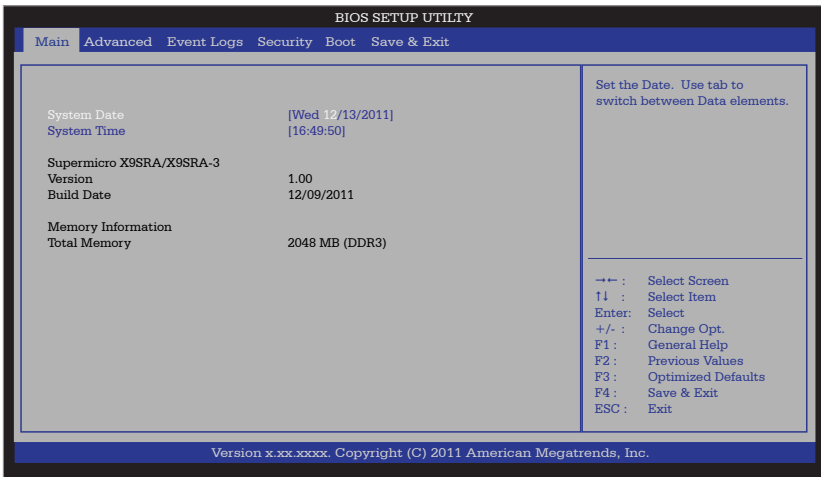 BIOS SETUP UTILTY
Main Advanced Event Logs Security Boot Save & Exit
System Date [Wed 12/13/2011]
System Time [16:49:50]
Supermicro X9SRA/X9SRA-3
Version 1.00
Build Date 12/09/2011
Memory Information
Total Memory 2048 MB (DDR3)
Set the Date. Use tab to
switch between Data elements.
→← : Select Screen
↑↓ : Select Item
Enter: Select
+/- : Change Opt.
F1 : General Help
F2 : Previous Values
F3 : Optimized Defaults
F4 : Save & Exit
ESC : Exit
Version x.xx.xxxx. Copyright (C) 2011 American Megatrends, Inc.